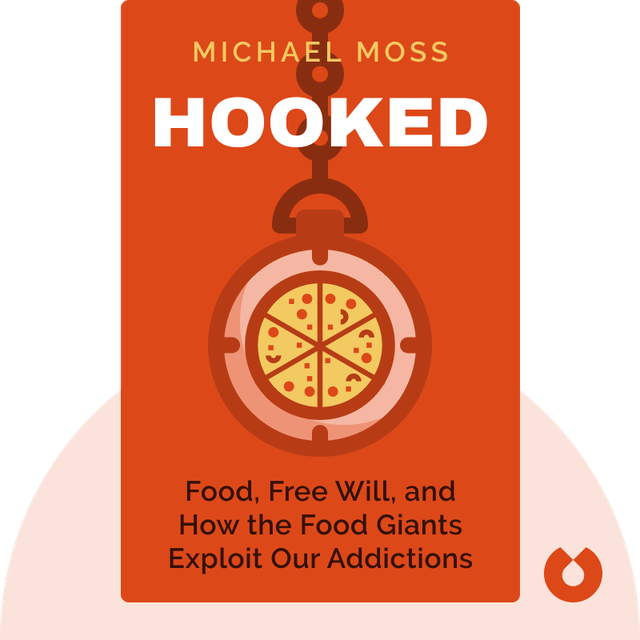 MICHAEL MOSS
HOOKED
Food, Free Will, and
How the Food Giants
Exploit Our Addictions